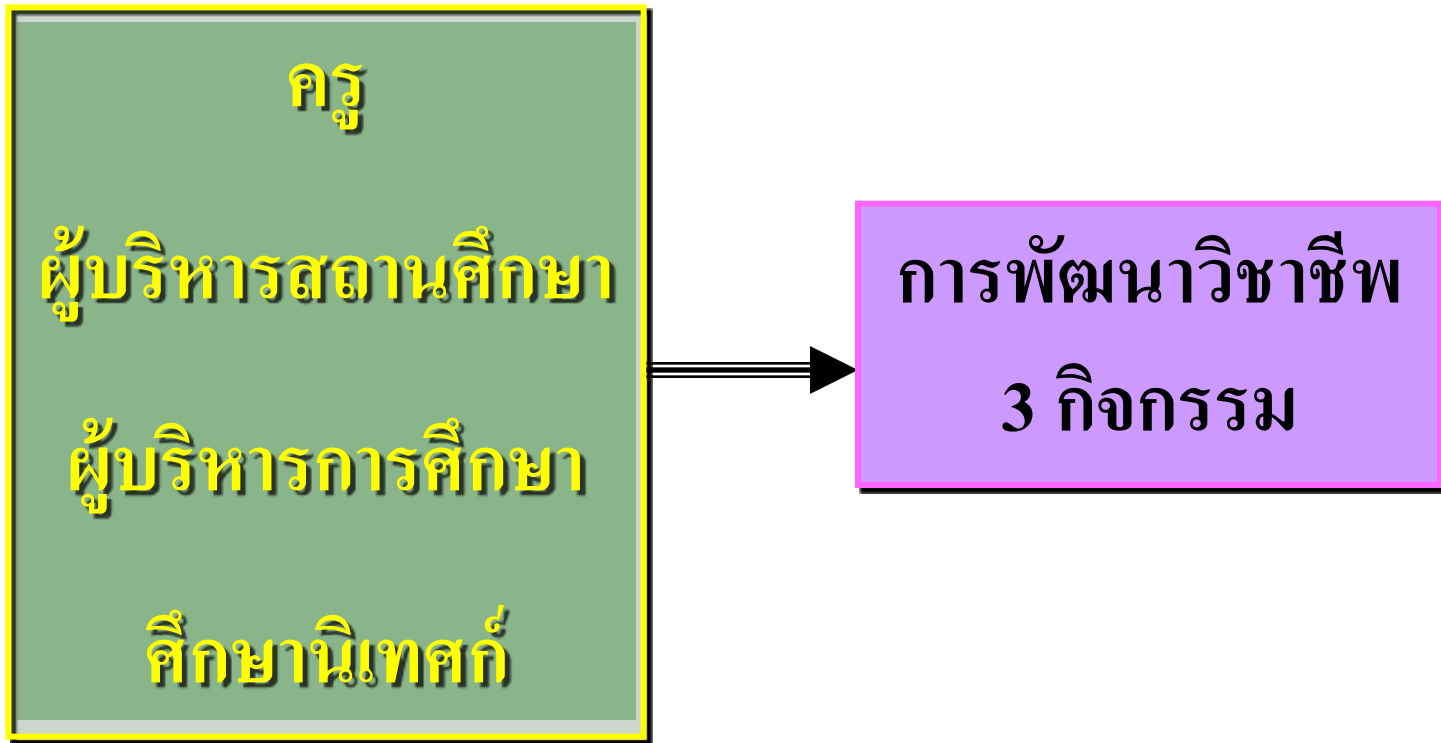 ครู
ผู้บริหารสถานศึกษา
ผู้บริหารการศึกษา
ศึกษานิเทศก์
การพัฒนาวิชาชีพ
3 กิจกรรม